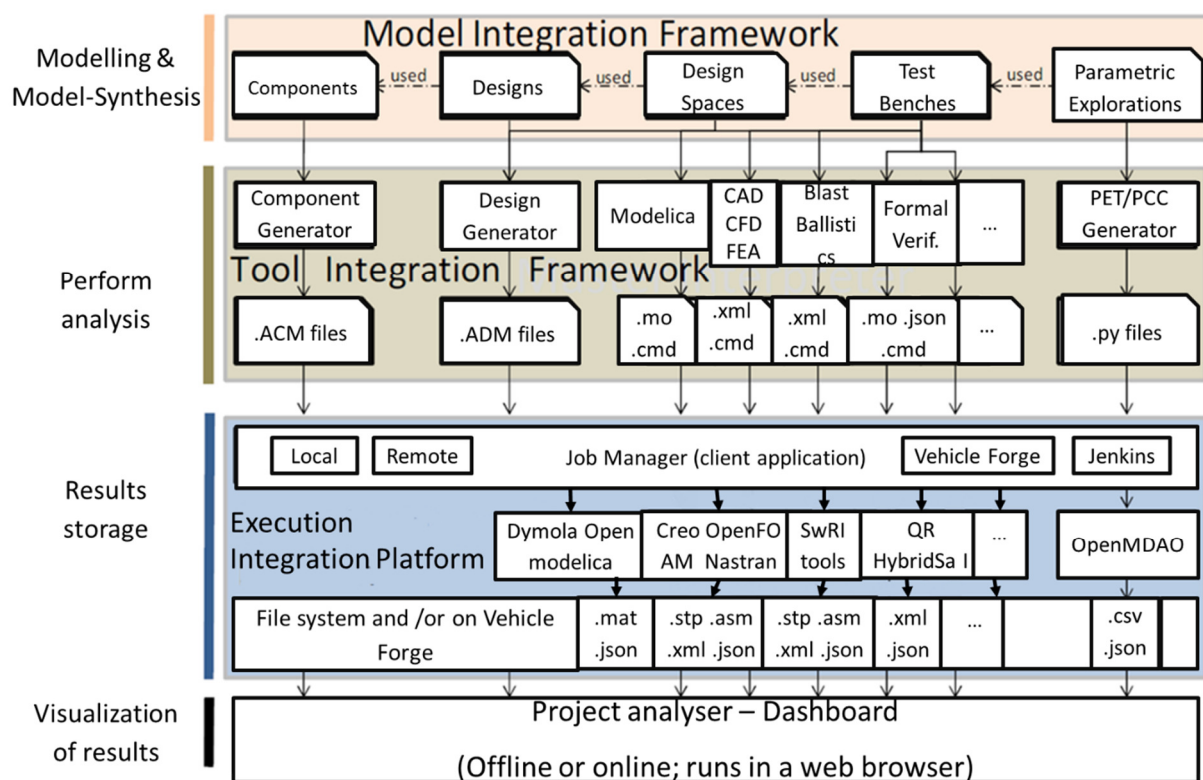 Model Integration Framework
Modelling &
Model-Synthesis
Components
used
Designs
used
Design
Spaces
used
Test
Benches
used
Parametric
Explorations
Perform
analysis
Component
Generator
Design
Generator
Modelica
CAD
CFD
FEA
Blast
Ballisti
cs
Formal
Verif.
...
PET/PCC
Generator
Tool Integration Framework
.ACM files
.ADM files
.mo
.cmd
.xml
.cmd
.xml
.cmd
.mo .json
.cmd
...
.py files
Results
storage
Local
Remote
Job Manager (client application)
Vehicle Forge
Jenkins
Execution
Integration Platform
Dymola Open
modelica
Creo OpenFO
AM Nastran
SwRI
tools
QR
HybridSa l
...
OpenMDAO
File system and /or on Vehicle
Forge
.mat
.json
.stp .asm
.xml .json
.stp .asm
.xml .json
.xml
.json
...
.csv
.json
Visualization
of results
Project analyser – Dashboard
(Offline or online; runs in a web browser)